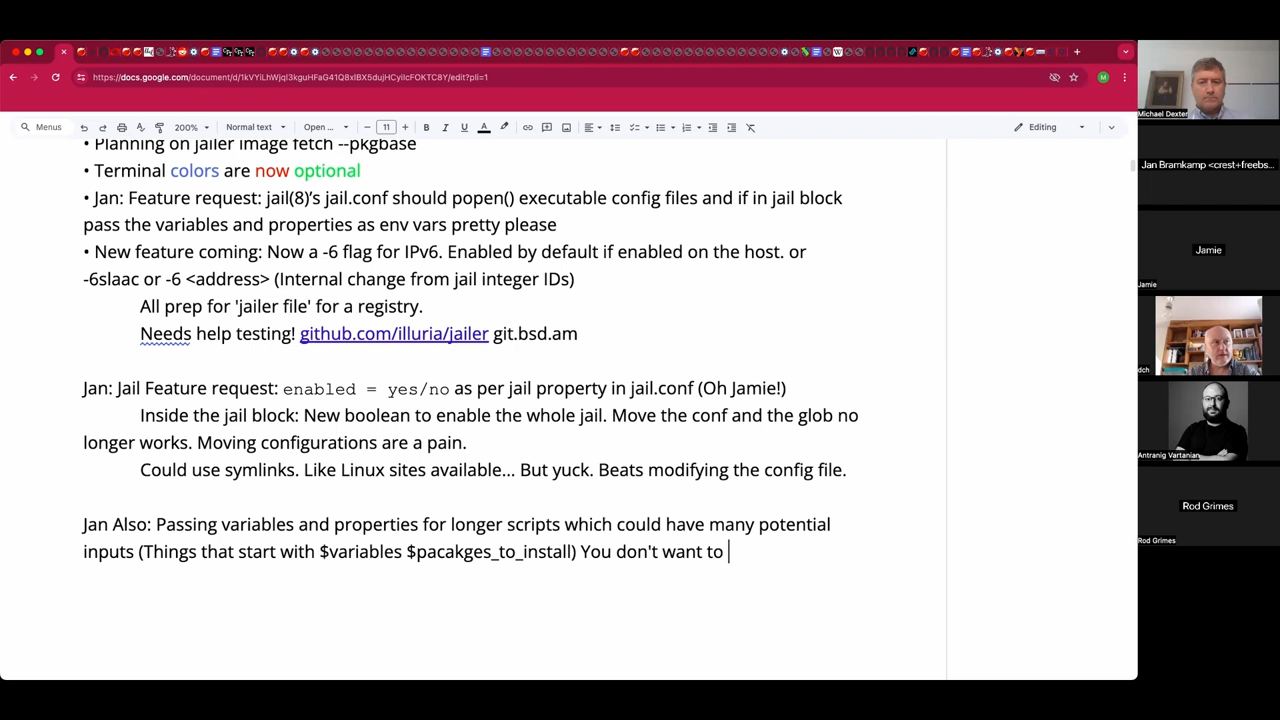 https://docs.google.com/document/d/1kVYiLhWjqI3kguHFaG41Q8xlBX5dujHCyilcFOKTC8Y/edit?pli=1
Menus
200%
Normal text
Open ...
11
Editing
• Planning on jailer image fetch --pkgbase
• Terminal colors are now optional
• Jan: Feature request: jail(8)’s jail.conf should popen() executable config files and if in jail block
pass the variables and properties as env vars pretty please
• New feature coming: Now a -6 flag for IPv6. Enabled by default if enabled on the host. or
-6slaac or -6 <address> (Internal change from jail integer IDs)
All prep for 'jailer file' for a registry.
Needs help testing! github.com/illuria/jailer git.bsd.am
Jan: Jail Feature request: enabled = yes/no as per jail property in jail.conf (Oh Jamie!)
Inside the jail block: New boolean to enable the whole jail. Move the conf and the glob no
longer works. Moving configurations are a pain.
Could use symlinks. Like Linux sites available... But yuck. Beats modifying the config file.
Jan Also: Passing variables and properties for longer scripts which could have many potential
inputs (Things that start with $variables $pacakges_to_install) You don't want to
Michael Dexter
Jan Bramkamp <crest+freebs...
Jamie
Jamie
dch
Antranig Vartanian
Rod Grimes
Rod Grimes